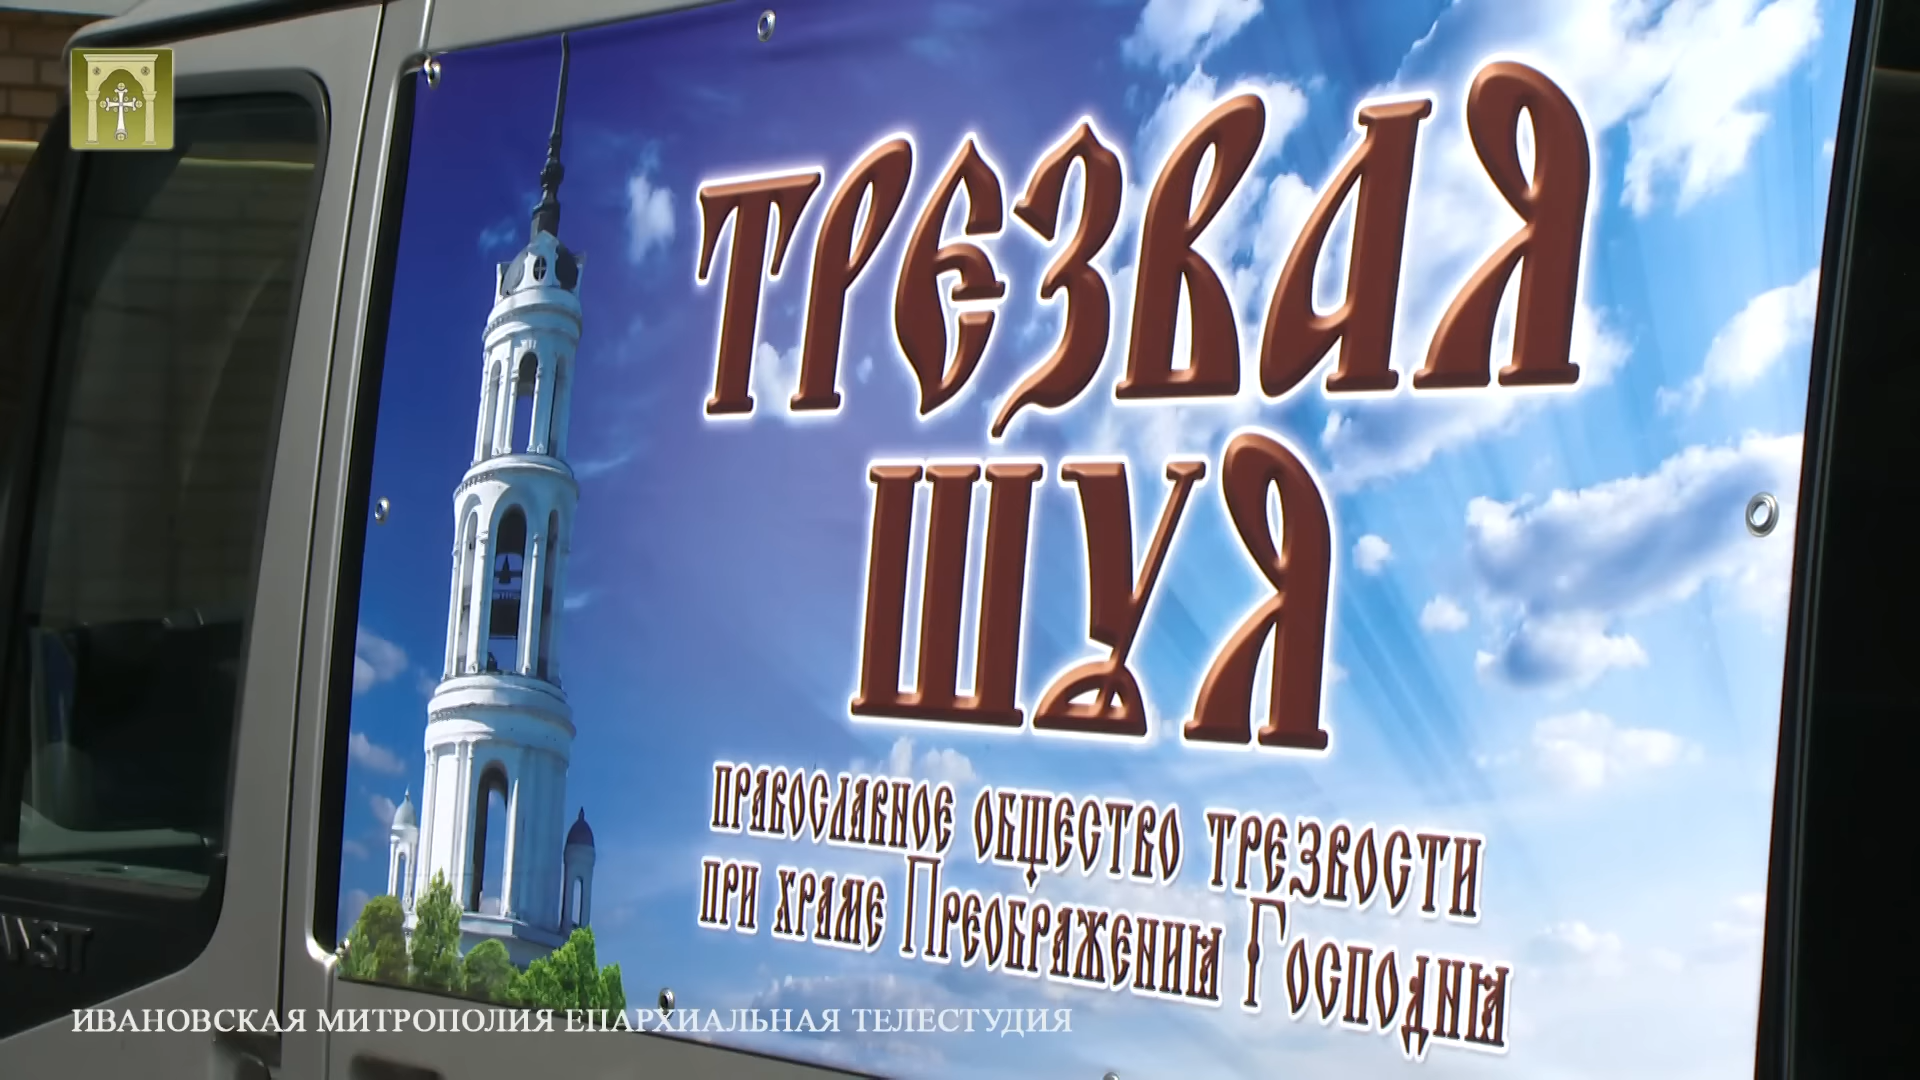 ТРЕЗВАЯ
ШУЯ
ПРАВОСЛАВНОЕ ОБЩЕСТВО ТРЕЗВОСТИ
ПРИ ХРАМЕ ПРЕОБРАЖЕНИЯ ГОСПОДНЯ
ИВАНОВСКАЯ МИТРОПОЛИЯ ЕПАРХИАЛЬНАЯ ТЕЛЕСТУДИЯ